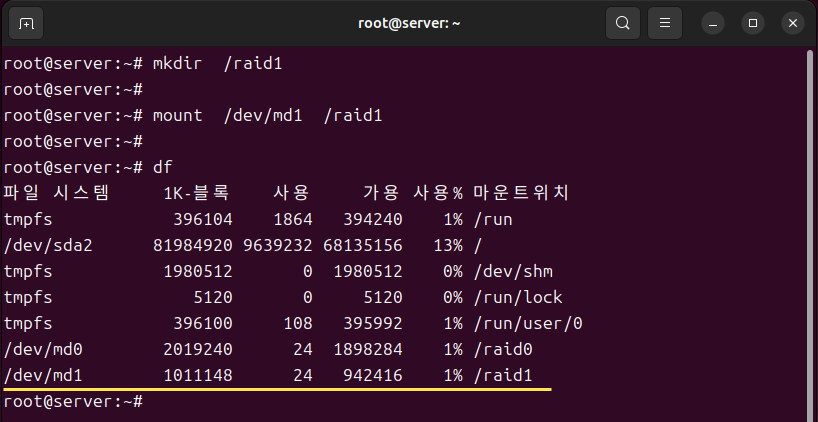 root@server: ~
root@server:~# mkdir  /raid1
root@server:~#
root@server:~# mount  /dev/md1  /raid1
root@server:~#
root@server:~# df
파일 시스템     1K-블록    사용     가용 사용% 마운트위치
tmpfs           396104    1864   394240    1% /run
/dev/sda2     81984920 9639232 68135156   13% /
tmpfs          1980512       0  1980512    0% /dev/shm
tmpfs             5120       0     5120    0% /run/lock
tmpfs           396100     108   395992    1% /run/user/0
/dev/md0       2019240      24  1898284    1% /raid0
/dev/md1       1011148      24   942416    1% /raid1
root@server:~#